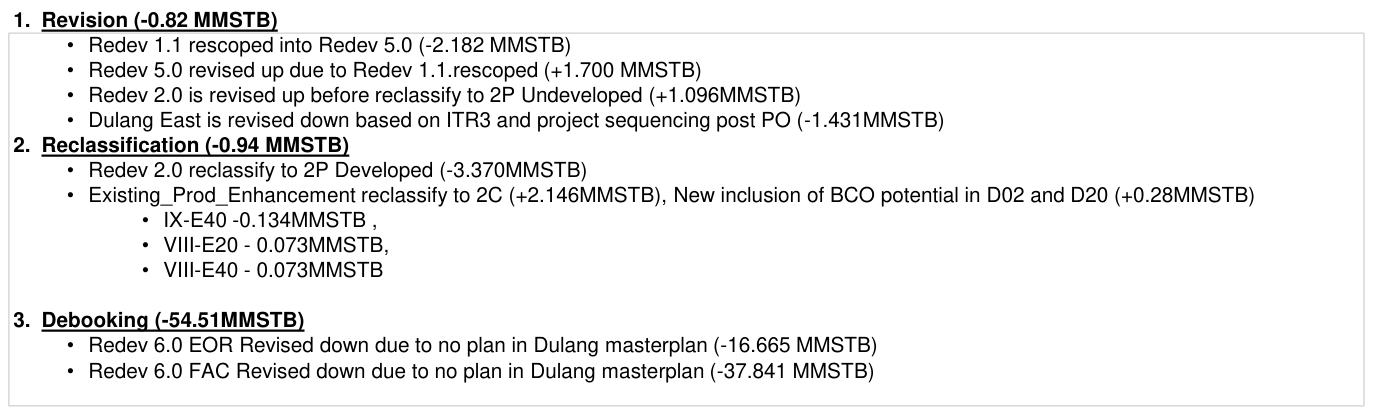 1. Revision (-0.82 MMSTB)
• Redev 1.1 rescoped into Redev 5.0 (-2.182 MMSTB)
• Redev 5.0 revised up due to Redev 1.1.rescoped (+1.700 MMSTB)
• Redev 2.0 is revised up before reclassify to 2P Undeveloped (+1.096MMSTB)
• Dulang East is revised down based on ITR3 and project sequencing post PO (-1.431MMSTB)
2. Reclassification (-0.94 MMSTB)
• Redev 2.0 reclassify to 2P Developed (-3.370MMSTB)
• Existing_Prod_Enhancement reclassify to 2C (+2.146MMSTB), New inclusion of BCO potential in D02 and D20 (+0.28MMSTB)
• IX-E40 -0.134MMSTB ,
• VIII-E20 - 0.073MMSTB,
• VIII-E40 - 0.073MMSTB
3. Debooking (-54.51MMSTB)
• Redev 6.0 EOR Revised down due to no plan in Dulang masterplan (-16.665 MMSTB)
• Redev 6.0 FAC Revised down due to no plan in Dulang masterplan (-37.841 MMSTB)